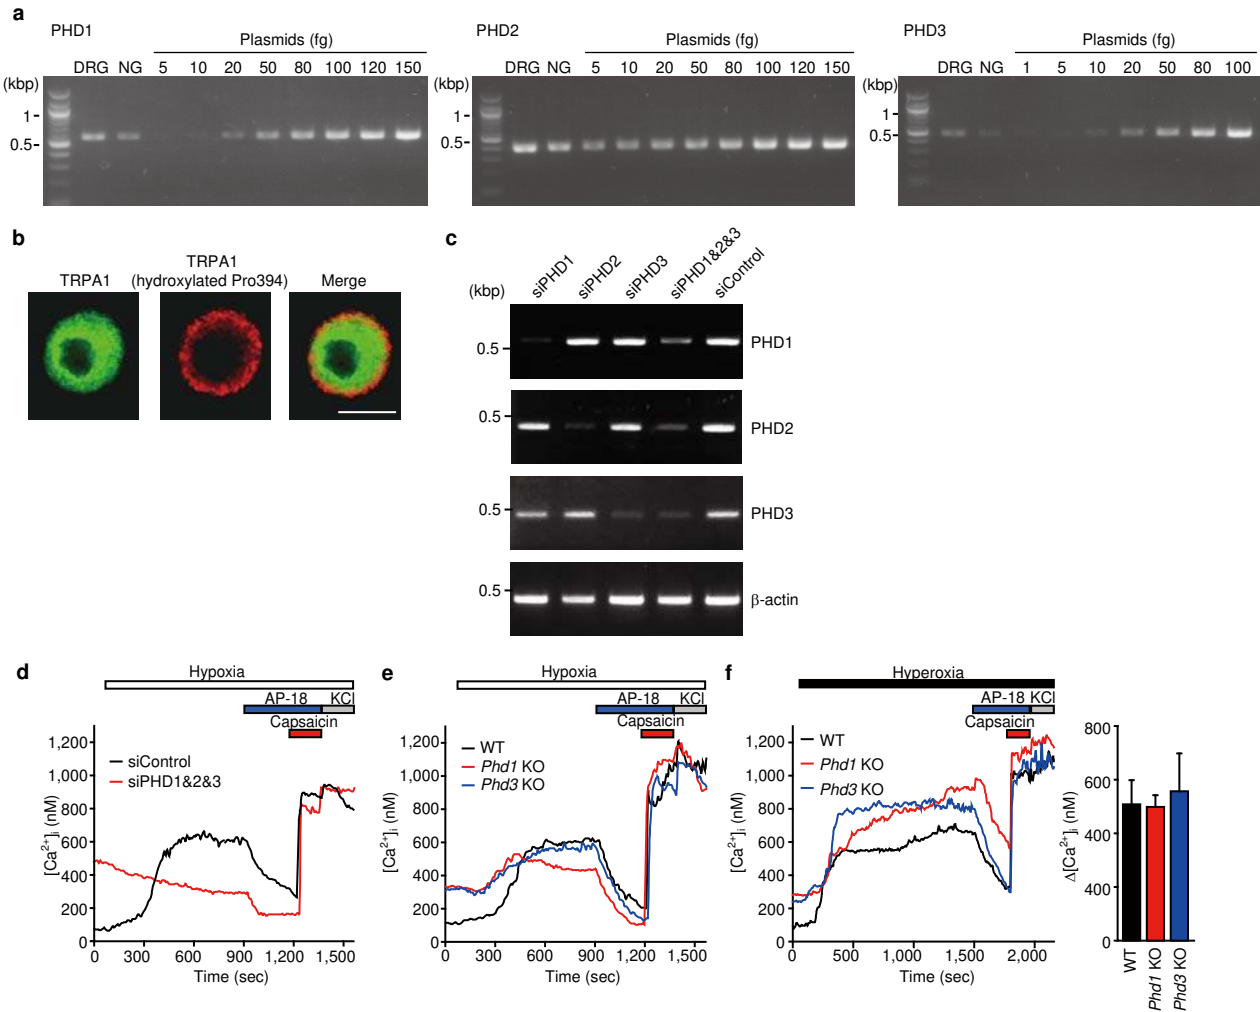 a
PHD1
Plasmids (fg)
(kbp) DRG NG 5 10 20 50 80 100 120 150
1
0.5
PHD2
Plasmids (fg)
(kbp) DRG NG 5 10 20 50 80 100 120 150
1
0.5
PHD3
Plasmids (fg)
(kbp) DRG NG 1 5 10 20 50 80 100
1
0.5
b
TRPA1
TRPA1
(hydroxylated Pro394)
Merge
c
(kbp)
siPHD1
siPHD2
siPHD3
siPHD1&2&3
siControl
0.5
PHD1
0.5
PHD2
0.5
PHD3
0.5
β-actin
d
Hypoxia
AP-18 KCl
Capsaicin
siControl
siPHD1&2&3
1,200
1,000
800
600
400
200
0
[Ca²⁺]i (nM)
0 300 600 900 1,200 1,500
Time (sec)
e
Hypoxia
AP-18 KCl
Capsaicin
WT
Phd1 KO
Phd3 KO
1,200
1,000
800
600
400
200
0
[Ca²⁺]i (nM)
0 300 600 900 1,200 1,500
Time (sec)
f
Hyperoxia
AP-18 KCl
Capsaicin
WT
Phd1 KO
Phd3 KO
1,200
1,000
800
600
400
200
0
[Ca²⁺]i (nM)
0 500 1,000 1,500 2,000
Time (sec)
800
600
400
400
0
Δ[Ca²⁺]i (nM)
WT
Phd1 KO
Phd3 KO